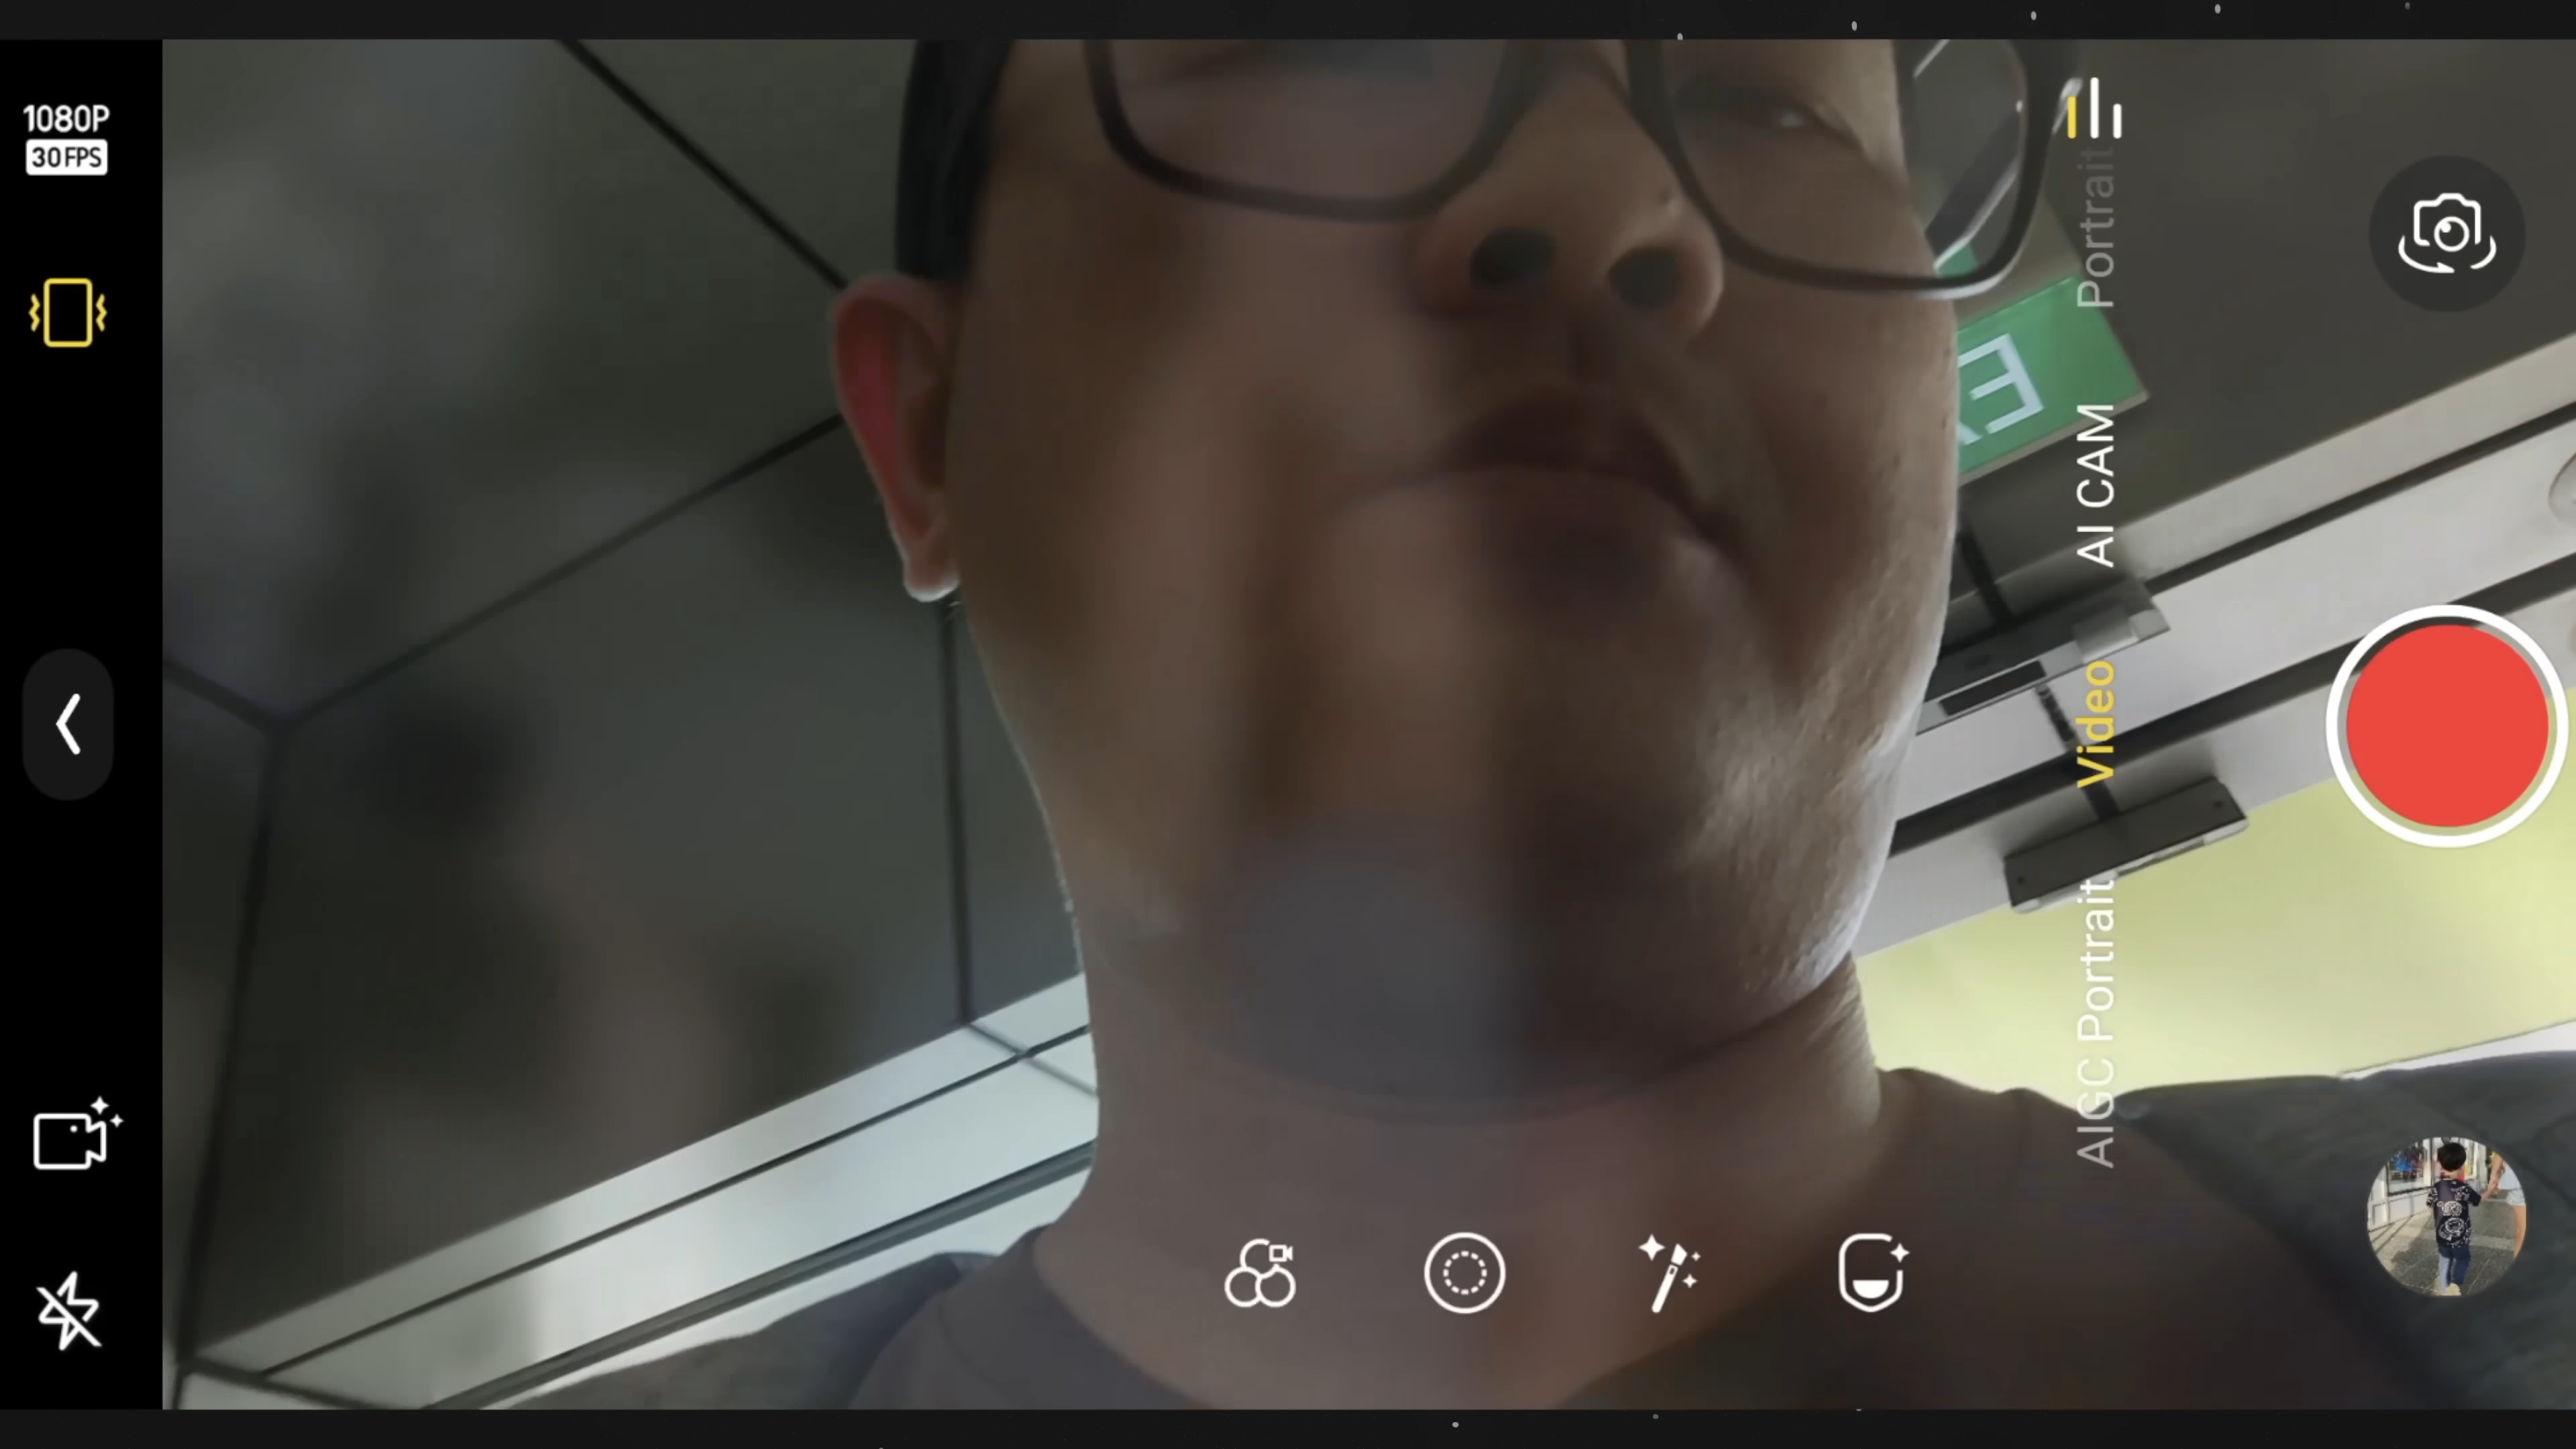 1080P
30FPS
Portrait
AI CAM
Video
AIGC Portrait